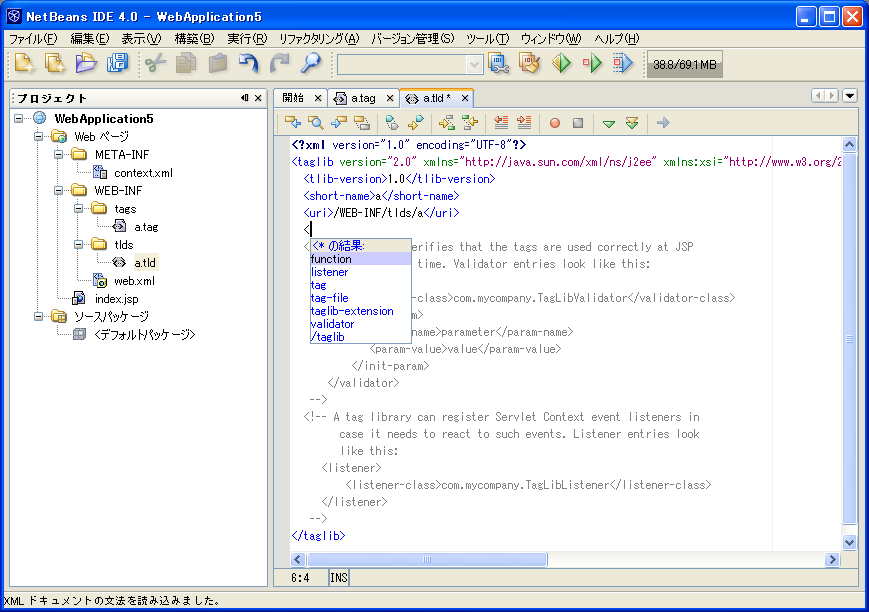 NetBeans IDE 4.0 - WebApplication5
ファイル(F) 編集(E) 表示(V) 構築(B) 実行(R) リファクタリング(A) バージョン管理(S) ツール(T) ウィンドウ(W) ヘルプ(H)
38.8/69.1MB
プロジェクト
WebApplication5
Web ページ
META-INF
context.xml
WEB-INF
tags
a.tag
tlds
a.tld
web.xml
index.jsp
ソースパッケージ
<デフォルトパッケージ>
開始 a.tag a.tld *
<?xml version="1.0" encoding="UTF-8"?>
<taglib version="2.0" xmlns="http://java.sun.com/xml/ns/j2ee" xmlns:xsi="http://www.w3.org/2
<tlib-version>1.0</tlib-version>
<short-name>a</short-name>
<uri>/WEB-INF/tlds/a</uri>
<
<* の結果:
function
listener
tag
tag-file
taglib-extension
validator
/taglib
<
erifies that the tags are used correctly at JSP
time. Validator entries look like this:
-class>com.mycompany.TagLibValidator</validator-class>
>
name>parameter</param-name>
<param-value>value</param-value>
</init-param>
</validator>
-->
<!-- A tag library can register Servlet Context event listeners in
case it needs to react to such events. Listener entries look
like this:
<listener>
<listener-class>com.mycompany.TagLibListener</listener-class>
</listener>
-->
</taglib>
6:4 INS
XML ドキュメントの文法を読み込みました。